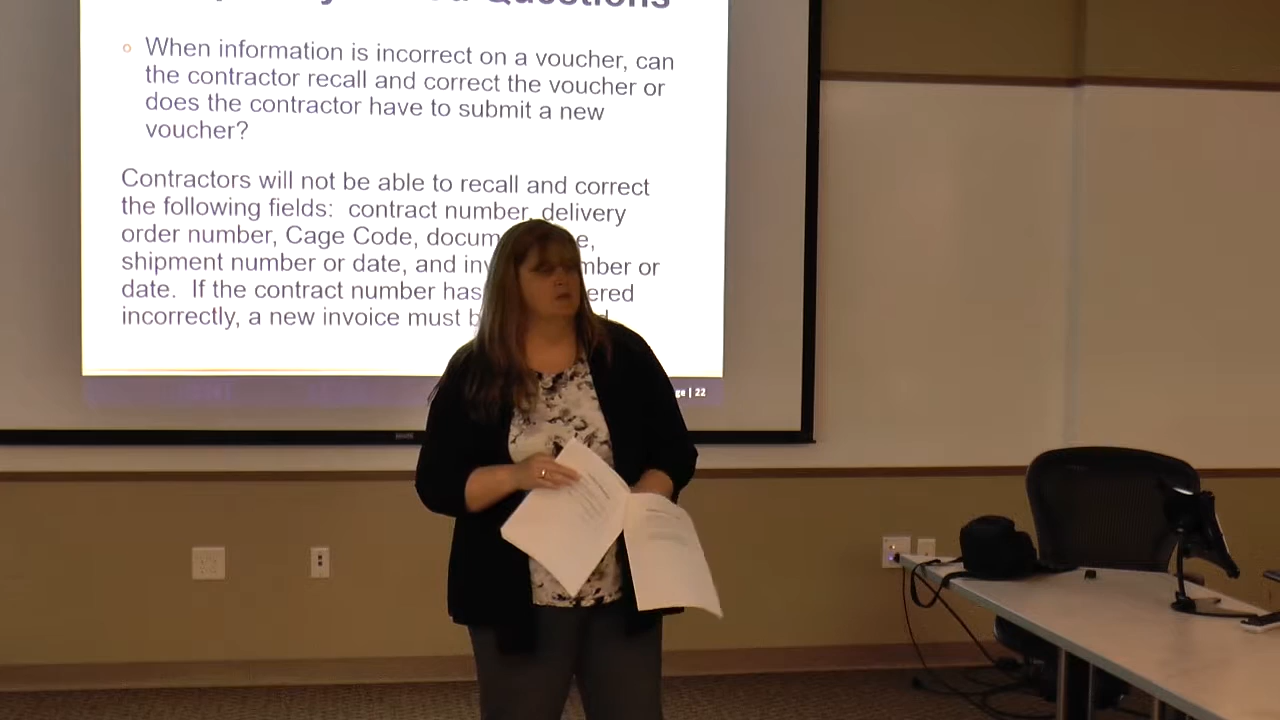 Questions
When information is incorrect on a voucher, can
the contractor recall and correct the voucher or
does the contractor have to submit a new
voucher?
Contractors will not be able to recall and correct
the following fields: contract number, delivery
order number, Cage Code,
shipment number or date, and
date. If the contract number has
incorrectly, a new invoice must
| 22